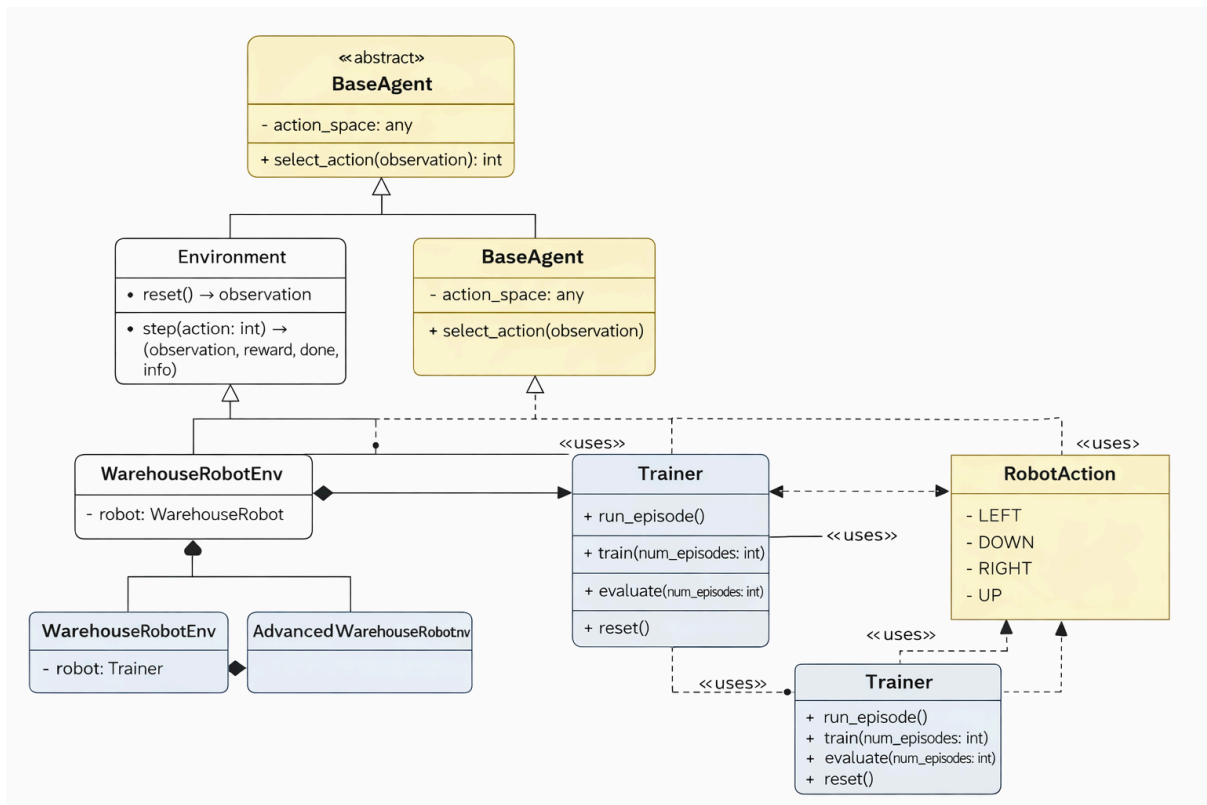 «abstract»
BaseAgent
- action_space: any
+ select_action(observation): int
Environment
• reset() → observation
• step(action: int) →
(observation, reward, done,
info)
BaseAgent
- action_space: any
+ select_action(observation)
«uses»
«uses>
WarehouseRobotEnv
- robot: WarehouseRobot
Trainer
+ run_episode()
+ train(num_episodes: int)
+ evaluate(num_episodes: int)
+ reset()
«uses»
RobotAction
- LEFT
- DOWN
- RIGHT
- UP
WarehouseRobotEnv
- robot: Trainer
AdvancedWarehouseRobotEnv
«uses»
«uses»
Trainer
+ run_episode()
+ train(num_episodes: int)
+ evaluate(num_episodes: int)
+ reset()